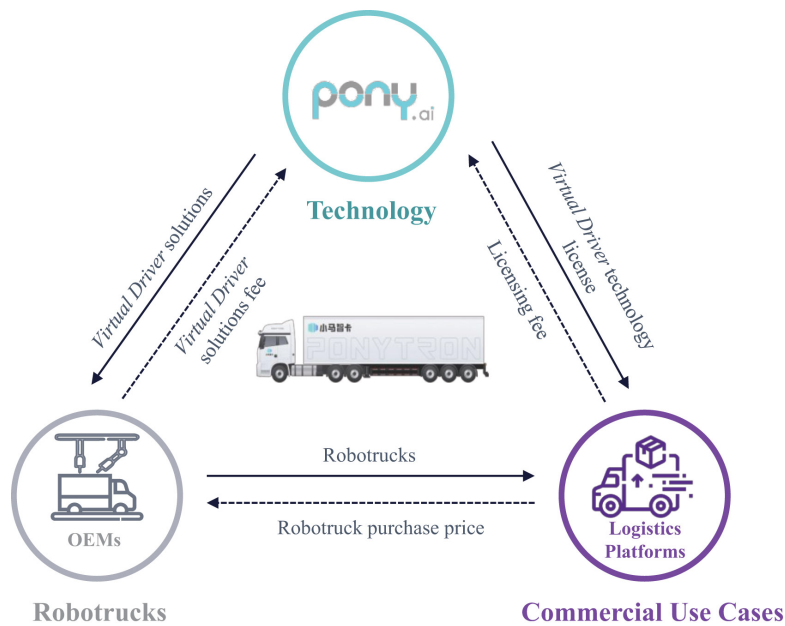 pony.ai
Technology
Virtual Driver solutions
Virtual Driver
solutions fee
Licensing fee
Virtual Driver technology
license
小马智卡
PONYTRON
Robotrucks
Robotruck purchase price
OEMs
Logistics
Platforms
Robotrucks
Commercial Use Cases